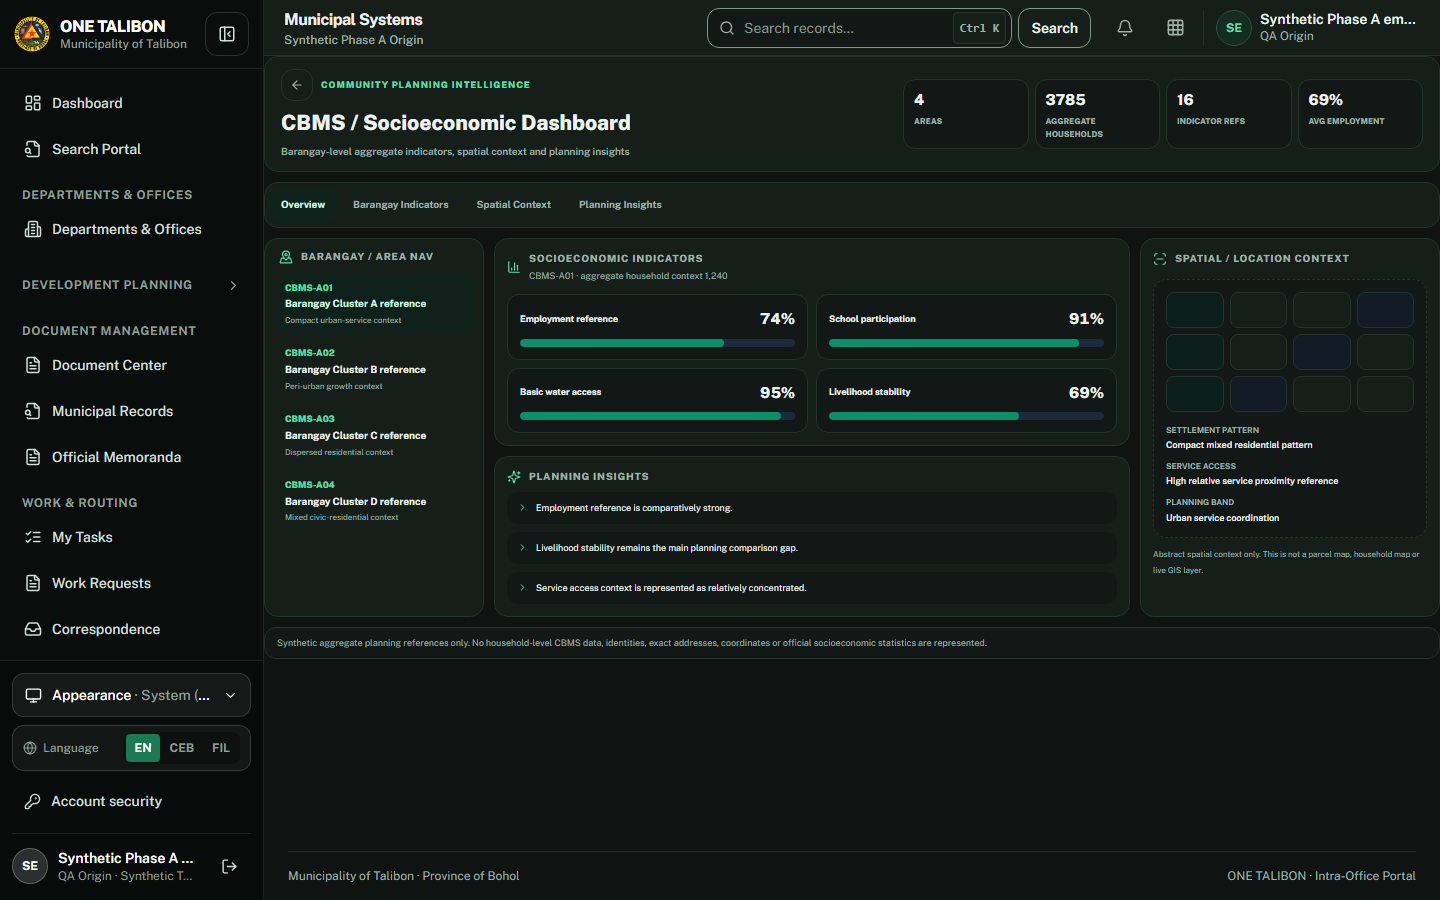 ONE TALIBON
Municipality of Talibon
Dashboard
Search Portal
DEPARTMENTS & OFFICES
Departments & Offices
DEVELOPMENT PLANNING
DOCUMENT MANAGEMENT
Document Center
Municipal Records
Official Memoranda
WORK & ROUTING
My Tasks
Work Requests
Correspondence
Appearance · System (...
Language
EN CEB FIL
Account security
SE
Synthetic Phase A ...
QA Origin · Synthetic T...
Municipal Systems
Synthetic Phase A Origin
Search records...
Ctrl K
Search
SE
Synthetic Phase A em...
QA Origin
COMMUNITY PLANNING INTELLIGENCE
CBMS / Socioeconomic Dashboard
Barangay-level aggregate indicators, spatial context and planning insights
4
AREAS
3785
AGGREGATE
HOUSEHOLDS
16
INDICATOR REFS
69%
AVG EMPLOYMENT
Overview
Barangay Indicators
Spatial Context
Planning Insights
BARANGAY / AREA NAV
CBMS-A01
Barangay Cluster A reference
Compact urban-service context
CBMS-A02
Barangay Cluster B reference
Peri-urban growth context
CBMS-A03
Barangay Cluster C reference
Dispersed residential context
CBMS-A04
Barangay Cluster D reference
Mixed civic-residential context
SOCIOECONOMIC INDICATORS
CBMS-A01 · aggregate household context 1,240
Employment reference 74%
School participation 91%
Basic water access 95%
Livelihood stability 69%
PLANNING INSIGHTS
Employment reference is comparatively strong.
Livelihood stability remains the main planning comparison gap.
Service access context is represented as relatively concentrated.
SPATIAL / LOCATION CONTEXT
SETTLEMENT PATTERN
Compact mixed residential pattern
SERVICE ACCESS
High relative service proximity reference
PLANNING BAND
Urban service coordination
Abstract spatial context only. This is not a parcel map, household map or
live GIS layer.
Synthetic aggregate planning references only. No household-level CBMS data, identities, exact addresses, coordinates or official socioeconomic statistics are represented.
Municipality of Talibon · Province of Bohol
ONE TALIBON · Intra-Office Portal